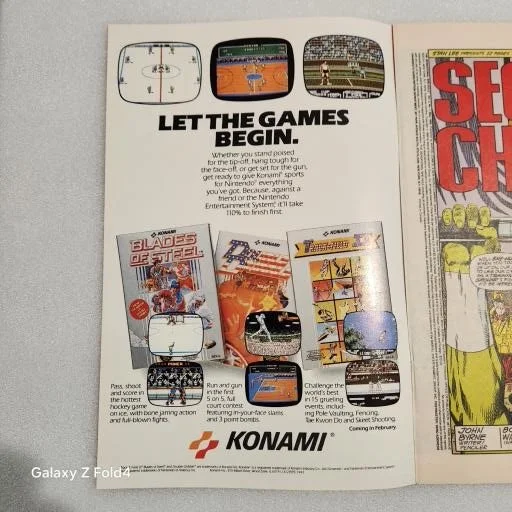 LET THE GAMES
BEGIN.
Whether you stand poised
for the tip-off, hang tough for
the face-off, or get set for the gun,
get ready to give Konami® sports
for Nintendo® everything
you've got. Because, against a
friend or the Nintendo
Entertainment System®, it'll take
110% to finish first.
KONAMI
BLADES
OF STEEL
KONAMI
KONAMI
Pass, shoot
and score in
the hottest
hockey game
on ice, with bone jarring action
and full-blown fights.
Run and gun
in the first
5 on 5, full
court contest
featuring in-your-face slams
and 3 point bombs.
Challenge the
world's best
in 15 grueling
events, includ-
ing Pole Vaulting, Fencing,
Tae Kwon Do and Skeet Shooting.
Coming in February
KONAMI®
STAN LEE PRESENTS
SE
CH
JOHN
BYRNE
WRITER/
PENCILER
Galaxy Z Fold4